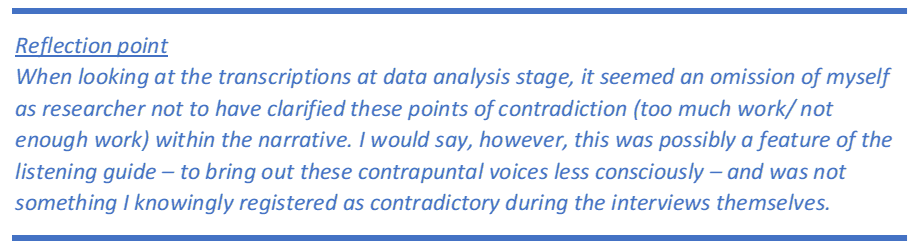 Reflection point
When looking at the transcriptions at data analysis stage, it seemed an omission of myself
as researcher not to have clarified these points of contradiction (too much work/ not
enough work) within the narrative. I would say, however, this was possibly a feature of the
listening guide – to bring out these contrapuntal voices less consciously – and was not
something I knowingly registered as contradictory during the interviews themselves.